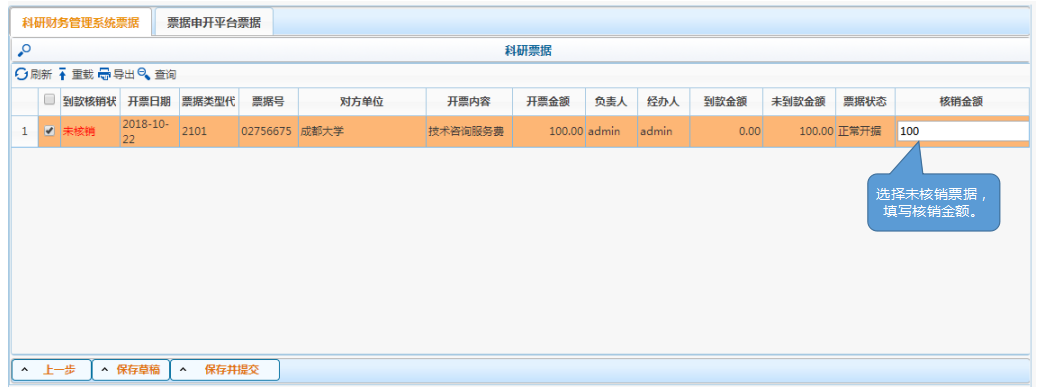 科研财务管理系统票据 票据申开平台票据
科研票据
刷新 重载 导出 查询
到款核销状 开票日期 票据类型代 票据号 对方单位 开票内容 开票金额 负责人 经办人 到款金额 未到款金额 票据状态 核销金额
1 未核销 2018-10-22 2101 02756675 成都大学 技术咨询服务费 100.00 admin admin 0.00 100.00 正常开据 100
选择未核销票据，
填写核销金额。
上一步 保存草稿 保存并提交